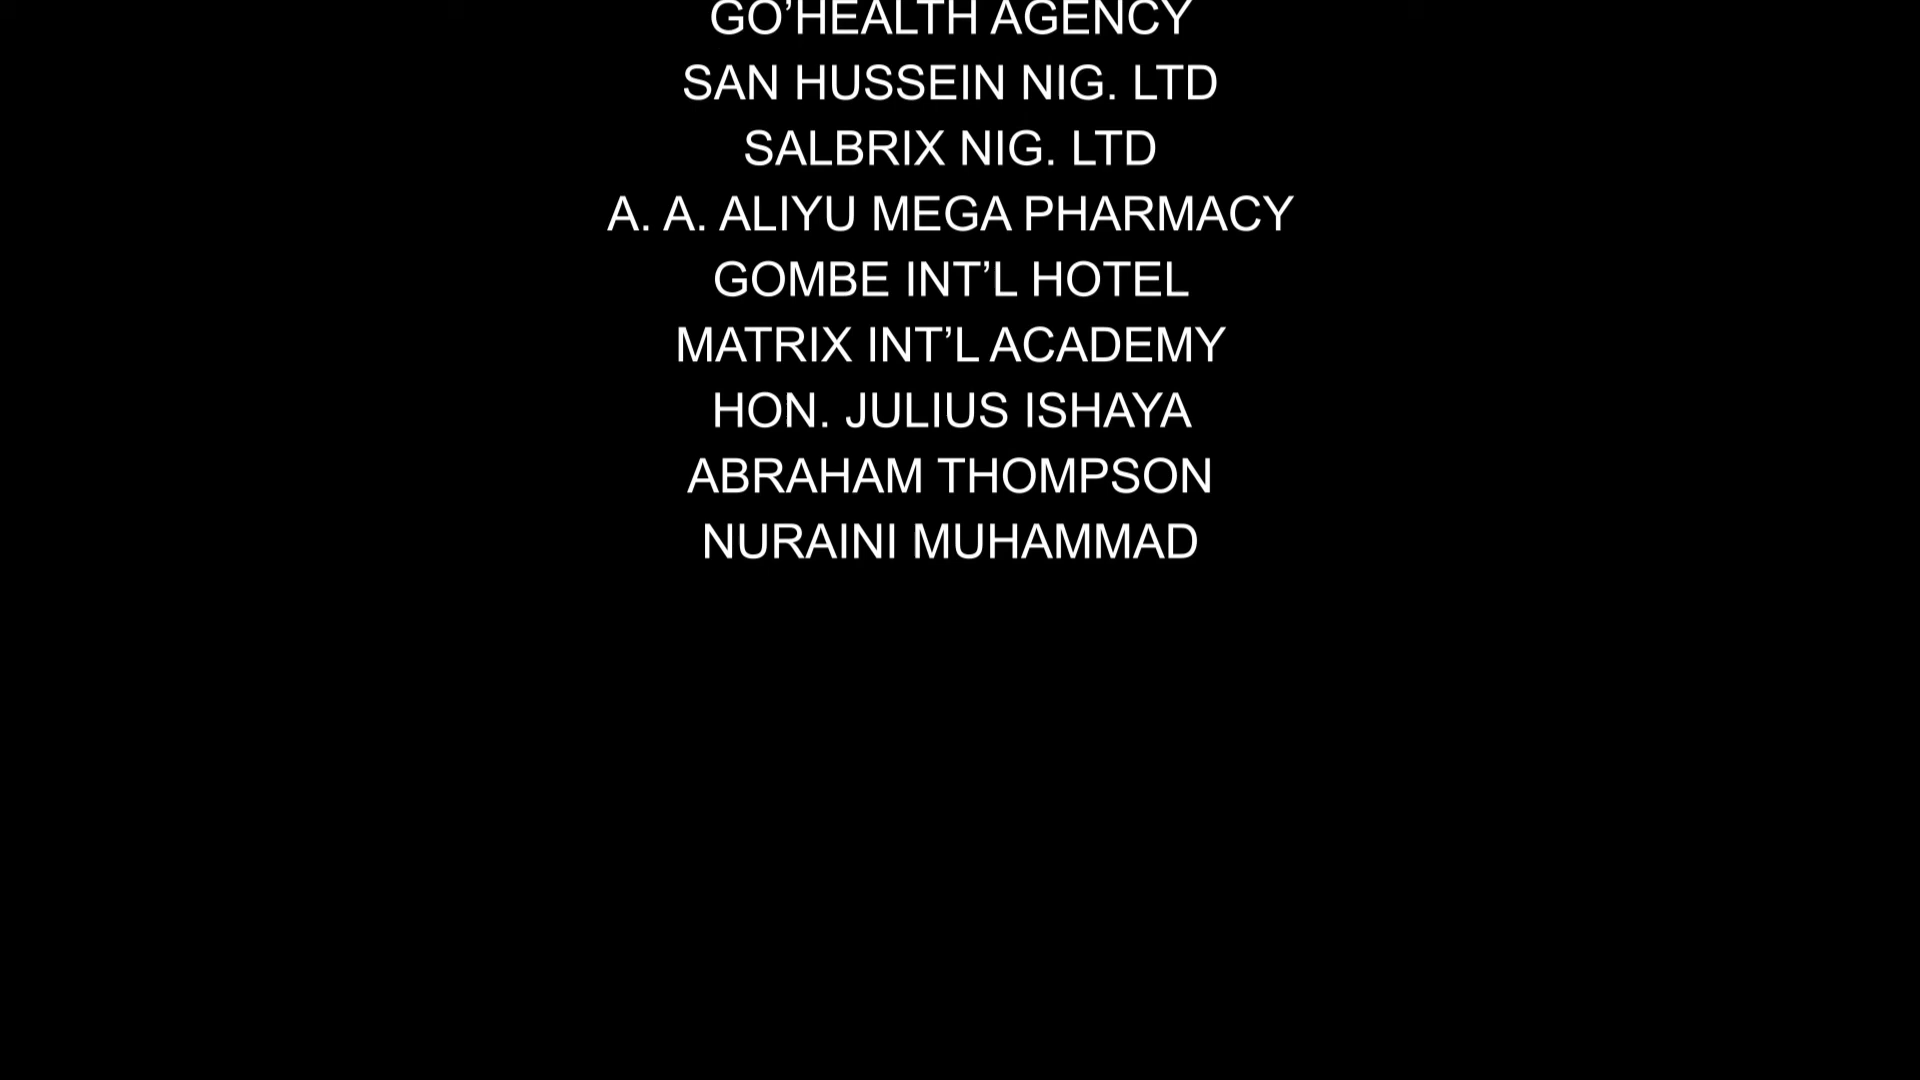 GO’HEALTH AGENCY
SAN HUSSEIN NIG. LTD
SALBRIX NIG. LTD
A. A. ALIYU MEGA PHARMACY
GOMBE INT’L HOTEL
MATRIX INT’L ACADEMY
HON. JULIUS ISHAYA
ABRAHAM THOMPSON
NURAINI MUHAMMAD